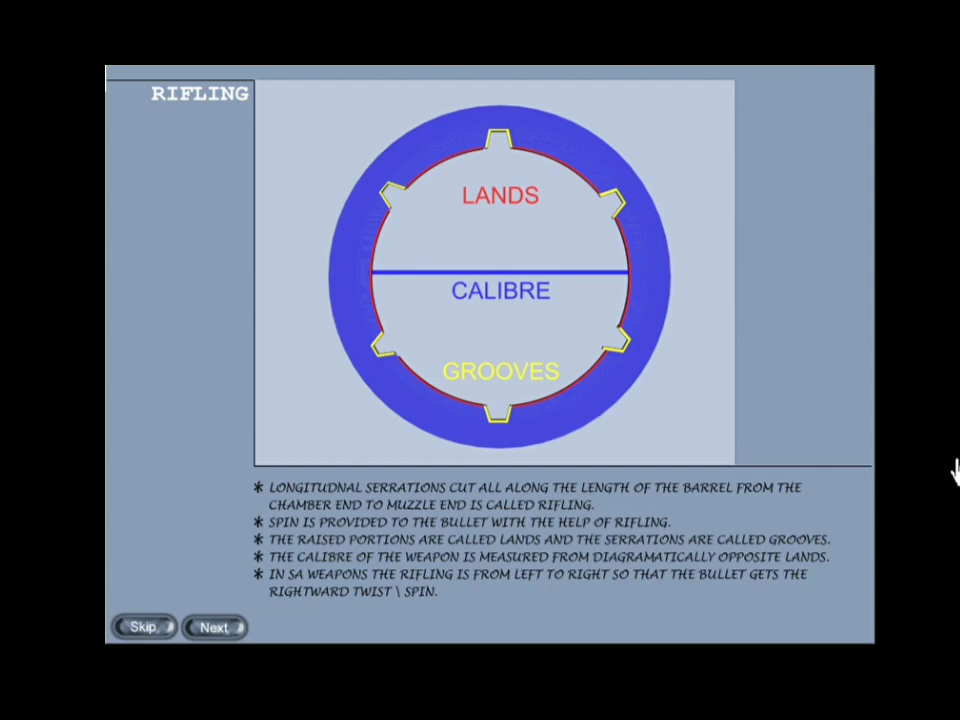 RIFLING
LANDS
CALIBRE
GROOVES
* LONGITUDNAL SERRATIONS CUT ALL ALONG THE LENGTH OF THE BARREL FROM THE
CHAMBER END TO MUZZLE END IS CALLED RIFLING.
* SPIN IS PROVIDED TO THE BULLET WITH THE HELP OF RIFLING.
* THE RAISED PORTIONS ARE CALLED LANDS AND THE SERRATIONS ARE CALLED GROOVES.
* THE CALIBRE OF THE WEAPON IS MEASURED FROM DIAGRAMATICALLY OPPOSITE LANDS.
* IN SA WEAPONS THE RIFLING IS FROM LEFT TO RIGHT SO THAT THE BULLET GETS THE
RIGHTWARD TWIST \ SPIN.
Skip Next